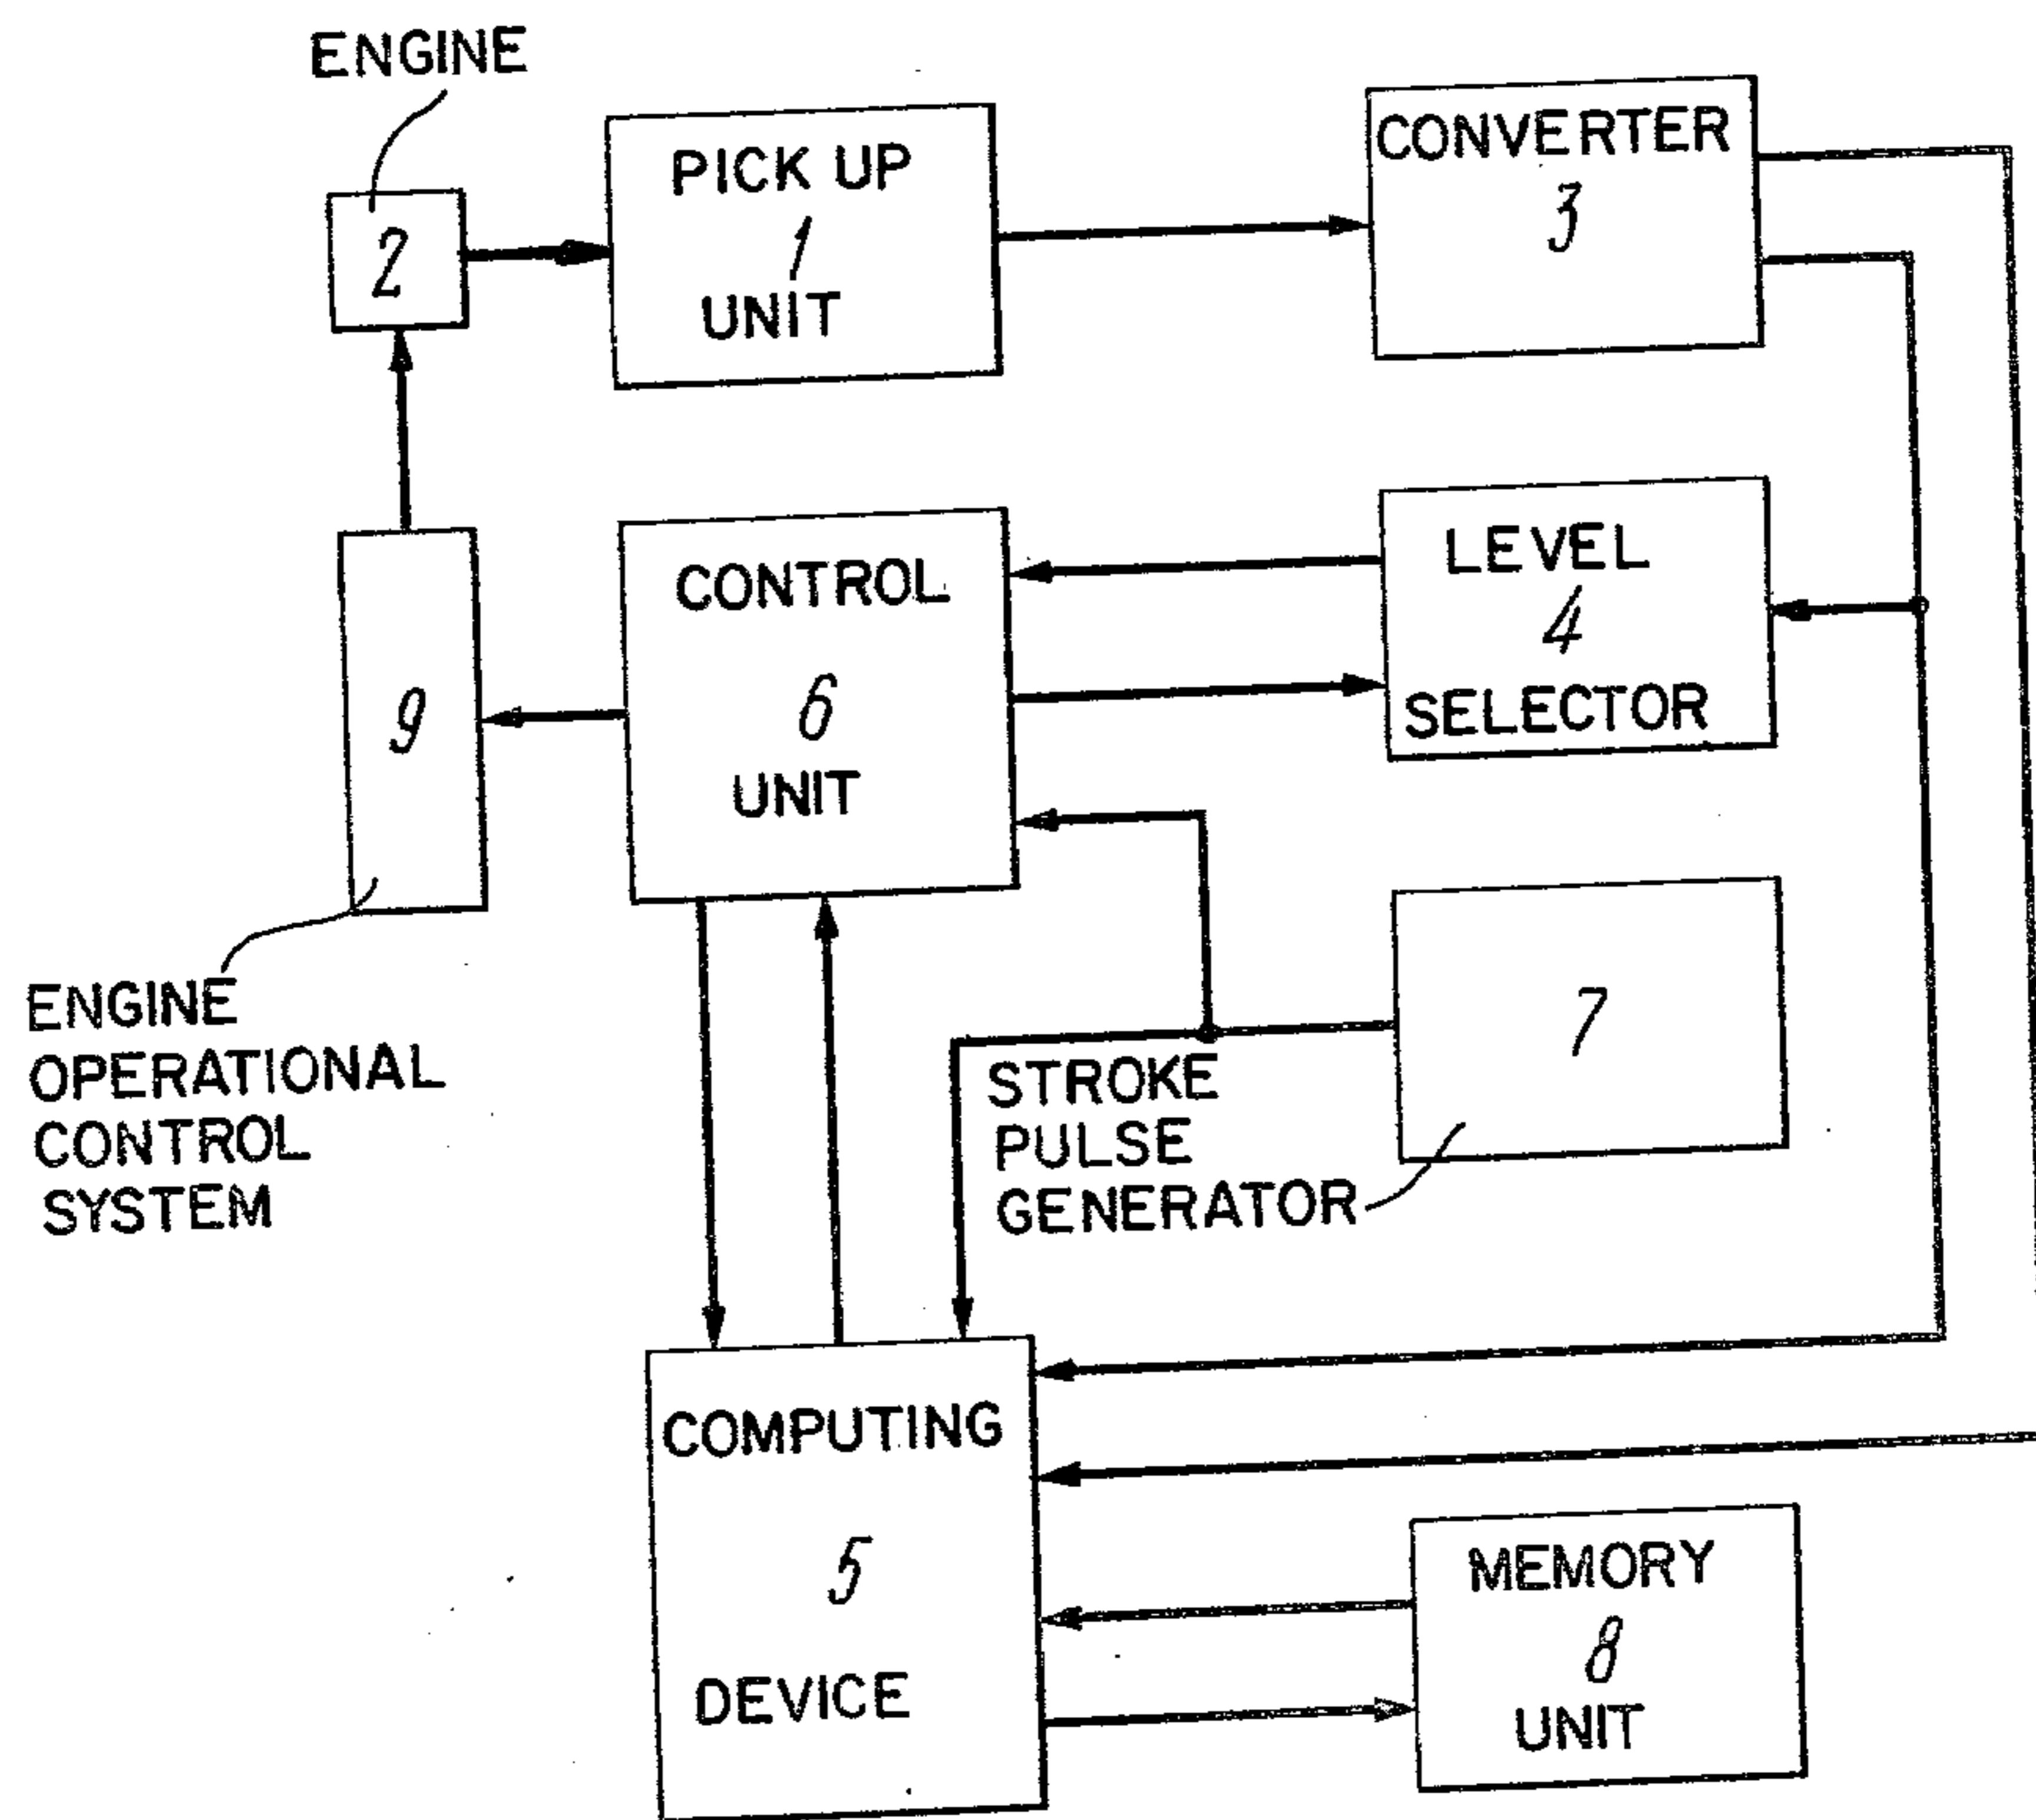 ENGINE
2
PICK UP
1
UNIT
CONVERTER
3
CONTROL
6
UNIT
LEVEL
4
SELECTOR
9
ENGINE
OPERATIONAL
CONTROL
SYSTEM
7
STROKE
PULSE
GENERATOR
COMPUTING
5
DEVICE
MEMORY
8
UNIT